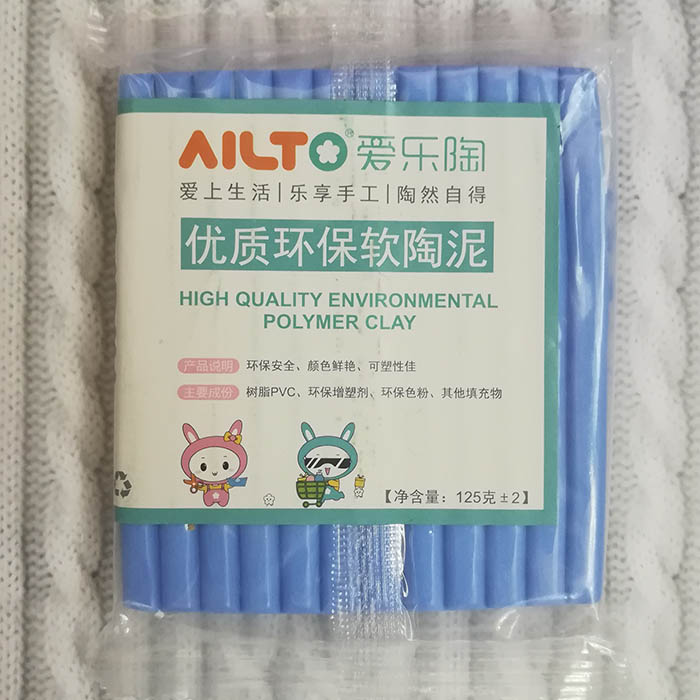 AILTO® 爱乐陶
爱上生活|乐享手工|陶然自得
优质环保软陶泥
HIGH QUALITY ENVIRONMENTAL
POLYMER CLAY
产品说明 环保安全、颜色鲜艳、可塑性佳
主要成份 树脂PVC、环保增塑剂、环保色粉、其他填充物
【净含量：125克±2】